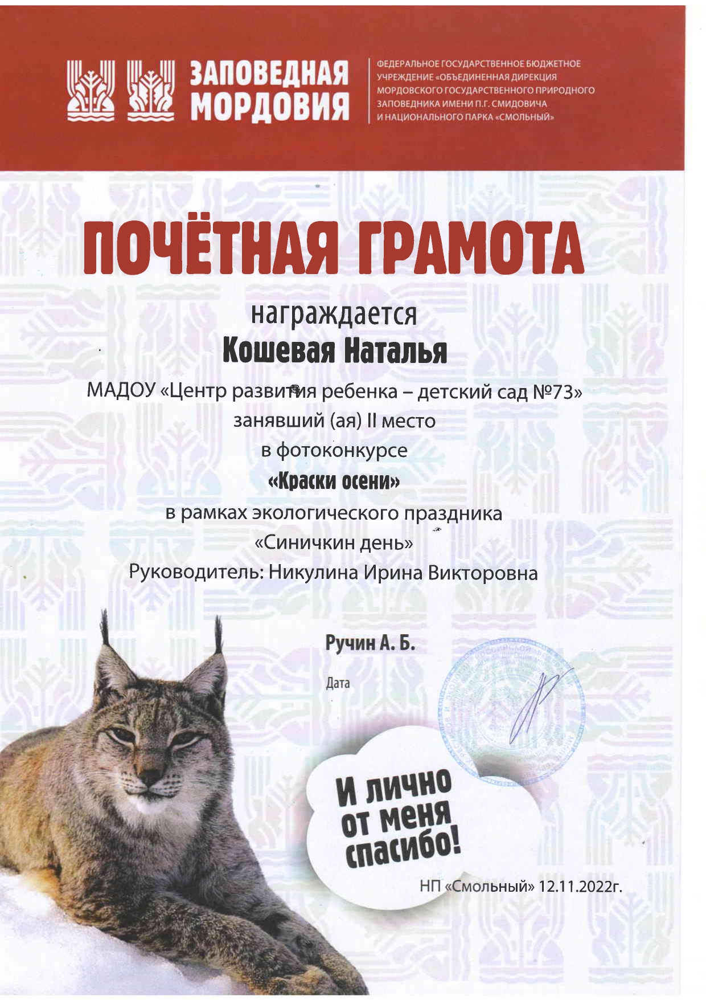 ЗАПОВЕДНАЯ
МОРДОВИЯ
ФЕДЕРАЛЬНОЕ ГОСУДАРСТВЕННОЕ БЮДЖЕТНОЕ
УЧРЕЖДЕНИЕ «ОБЪЕДИНЕННАЯ ДИРЕКЦИЯ
МОРДОВСКОГО ГОСУДАРСТВЕННОГО ПРИРОДНОГО
ЗАПОВЕДНИКА ИМЕНИ П.Г. СМИДОВИЧА
И НАЦИОНАЛЬНОГО ПАРКА «СМОЛЬНЫЙ»
ПОЧЁТНАЯ ГРАМОТА
награждается
Кошевая Наталья
МАДОУ «Центр развития ребенка – детский сад №73»
занявший (ая) II место
в фотоконкурсе
«Краски осени»
в рамках экологического праздника
«Синичкин день»
Руководитель: Никулина Ирина Викторовна
Ручин А. Б.
Дата
И лично
от меня
спасибо!
НП «Смольный» 12.11.2022г.